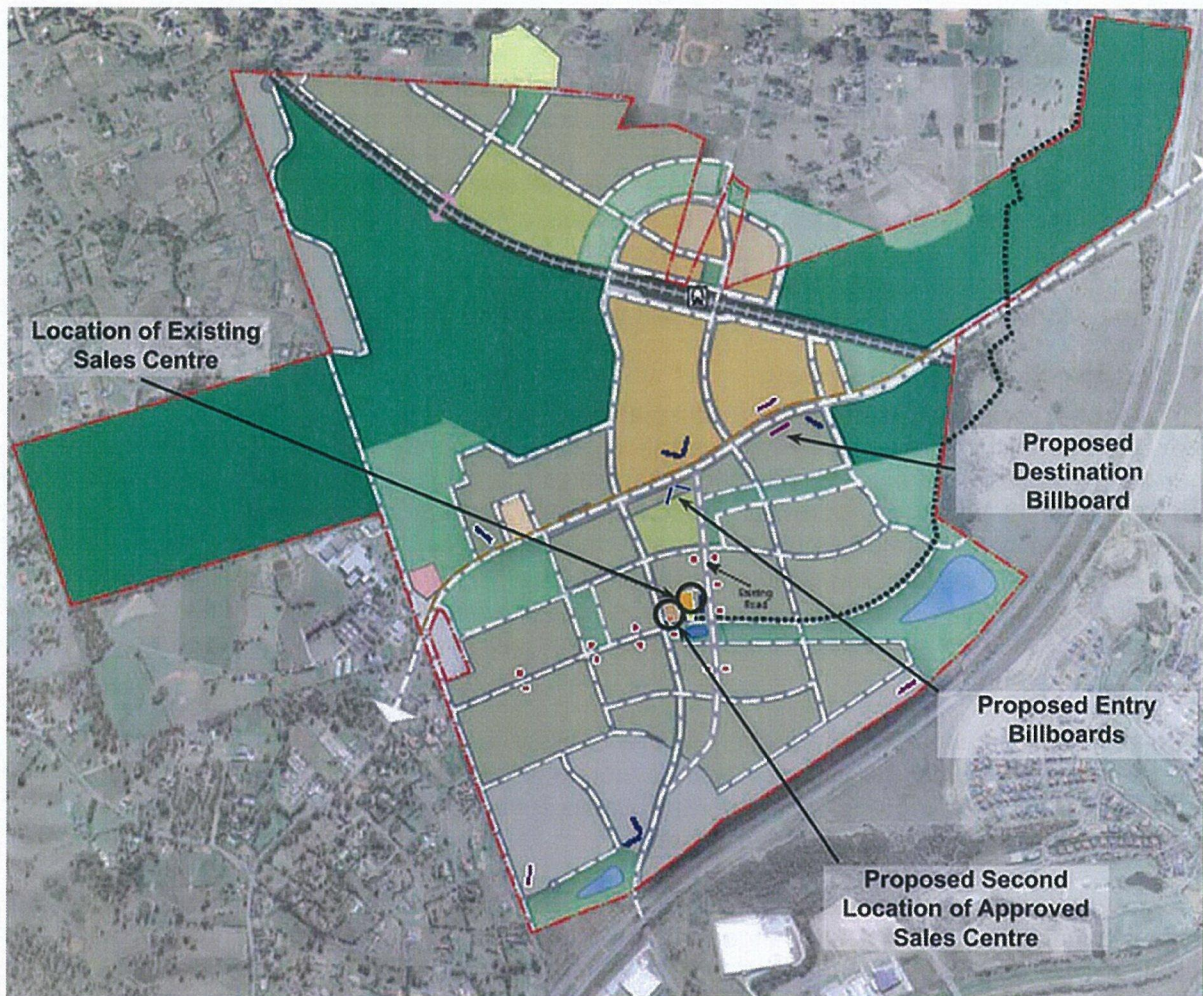 Location of Existing
Sales Centre
Proposed
Destination
Billboard
Existing
Road
Proposed Entry
Billboards
Proposed Second
Location of Approved
Sales Centre